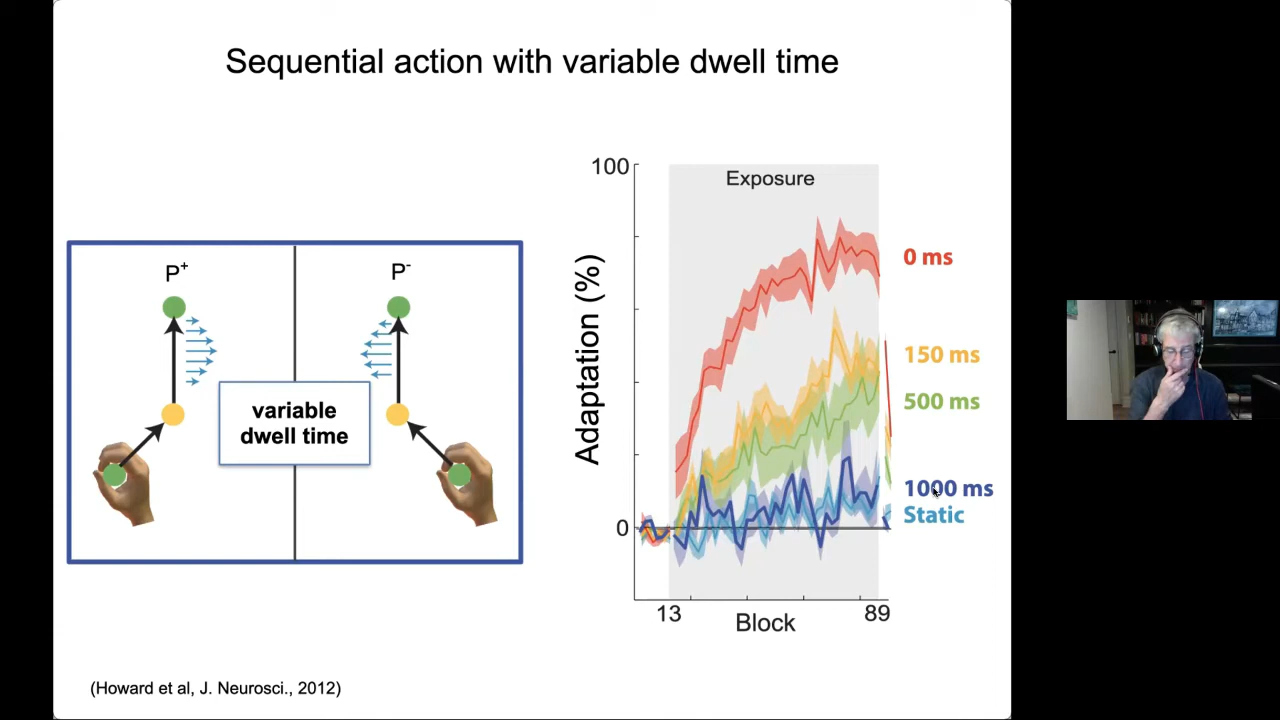 Sequential action with variable dwell time
P+
P-
variable
dwell time
Adaptation (%)
100
0
Exposure
0 ms
150 ms
500 ms
1000 ms
Static
13
89
Block
(Howard et al, J. Neurosci., 2012)